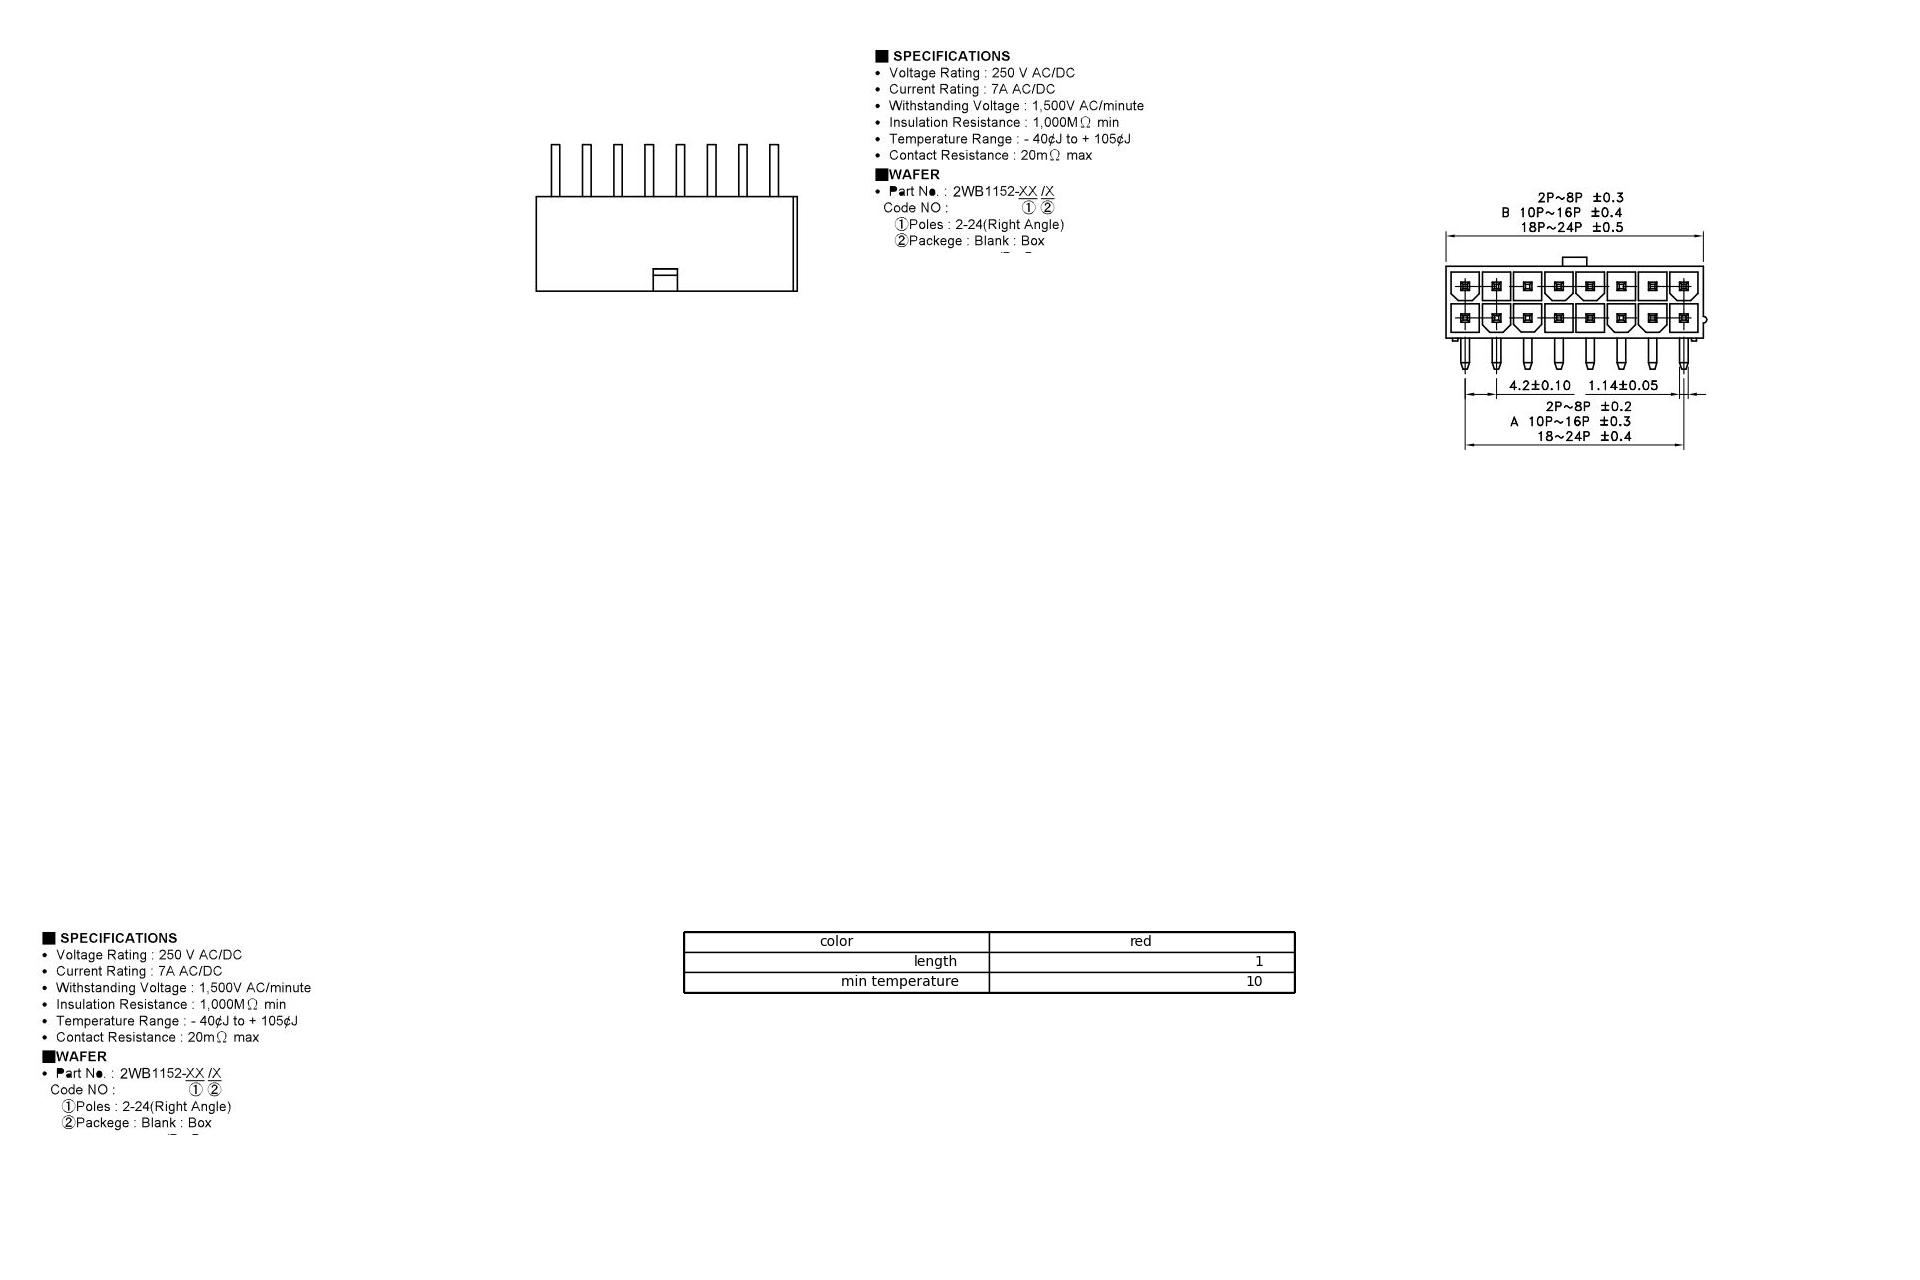 ■ SPECIFICATIONS
• Voltage Rating : 250 V AC/DC
• Current Rating : 7A AC/DC
• Withstanding Voltage : 1,500V AC/minute
• Insulation Resistance : 1,000MΩ min
• Temperature Range : - 40¢J to + 105¢J
• Contact Resistance : 20mΩ max
■WAFER
• Part No. : 2WB1152-XX /X
Code NO : ① ②
①Poles : 2-24(Right Angle)
②Packege : Blank : Box
2P~8P ±0.3
B 10P~16P ±0.4
18P~24P ±0.5
4.2±0.10 1.14±0.05
2P~8P ±0.2
A 10P~16P ±0.3
18~24P ±0.4
■ SPECIFICATIONS
• Voltage Rating : 250 V AC/DC
• Current Rating : 7A AC/DC
• Withstanding Voltage : 1,500V AC/minute
• Insulation Resistance : 1,000MΩ min
• Temperature Range : - 40¢J to + 105¢J
• Contact Resistance : 20mΩ max
■WAFER
• Part No. : 2WB1152-XX /X
Code NO : ① ②
①Poles : 2-24(Right Angle)
②Packege : Blank : Box
color red
length 1
min temperature 10